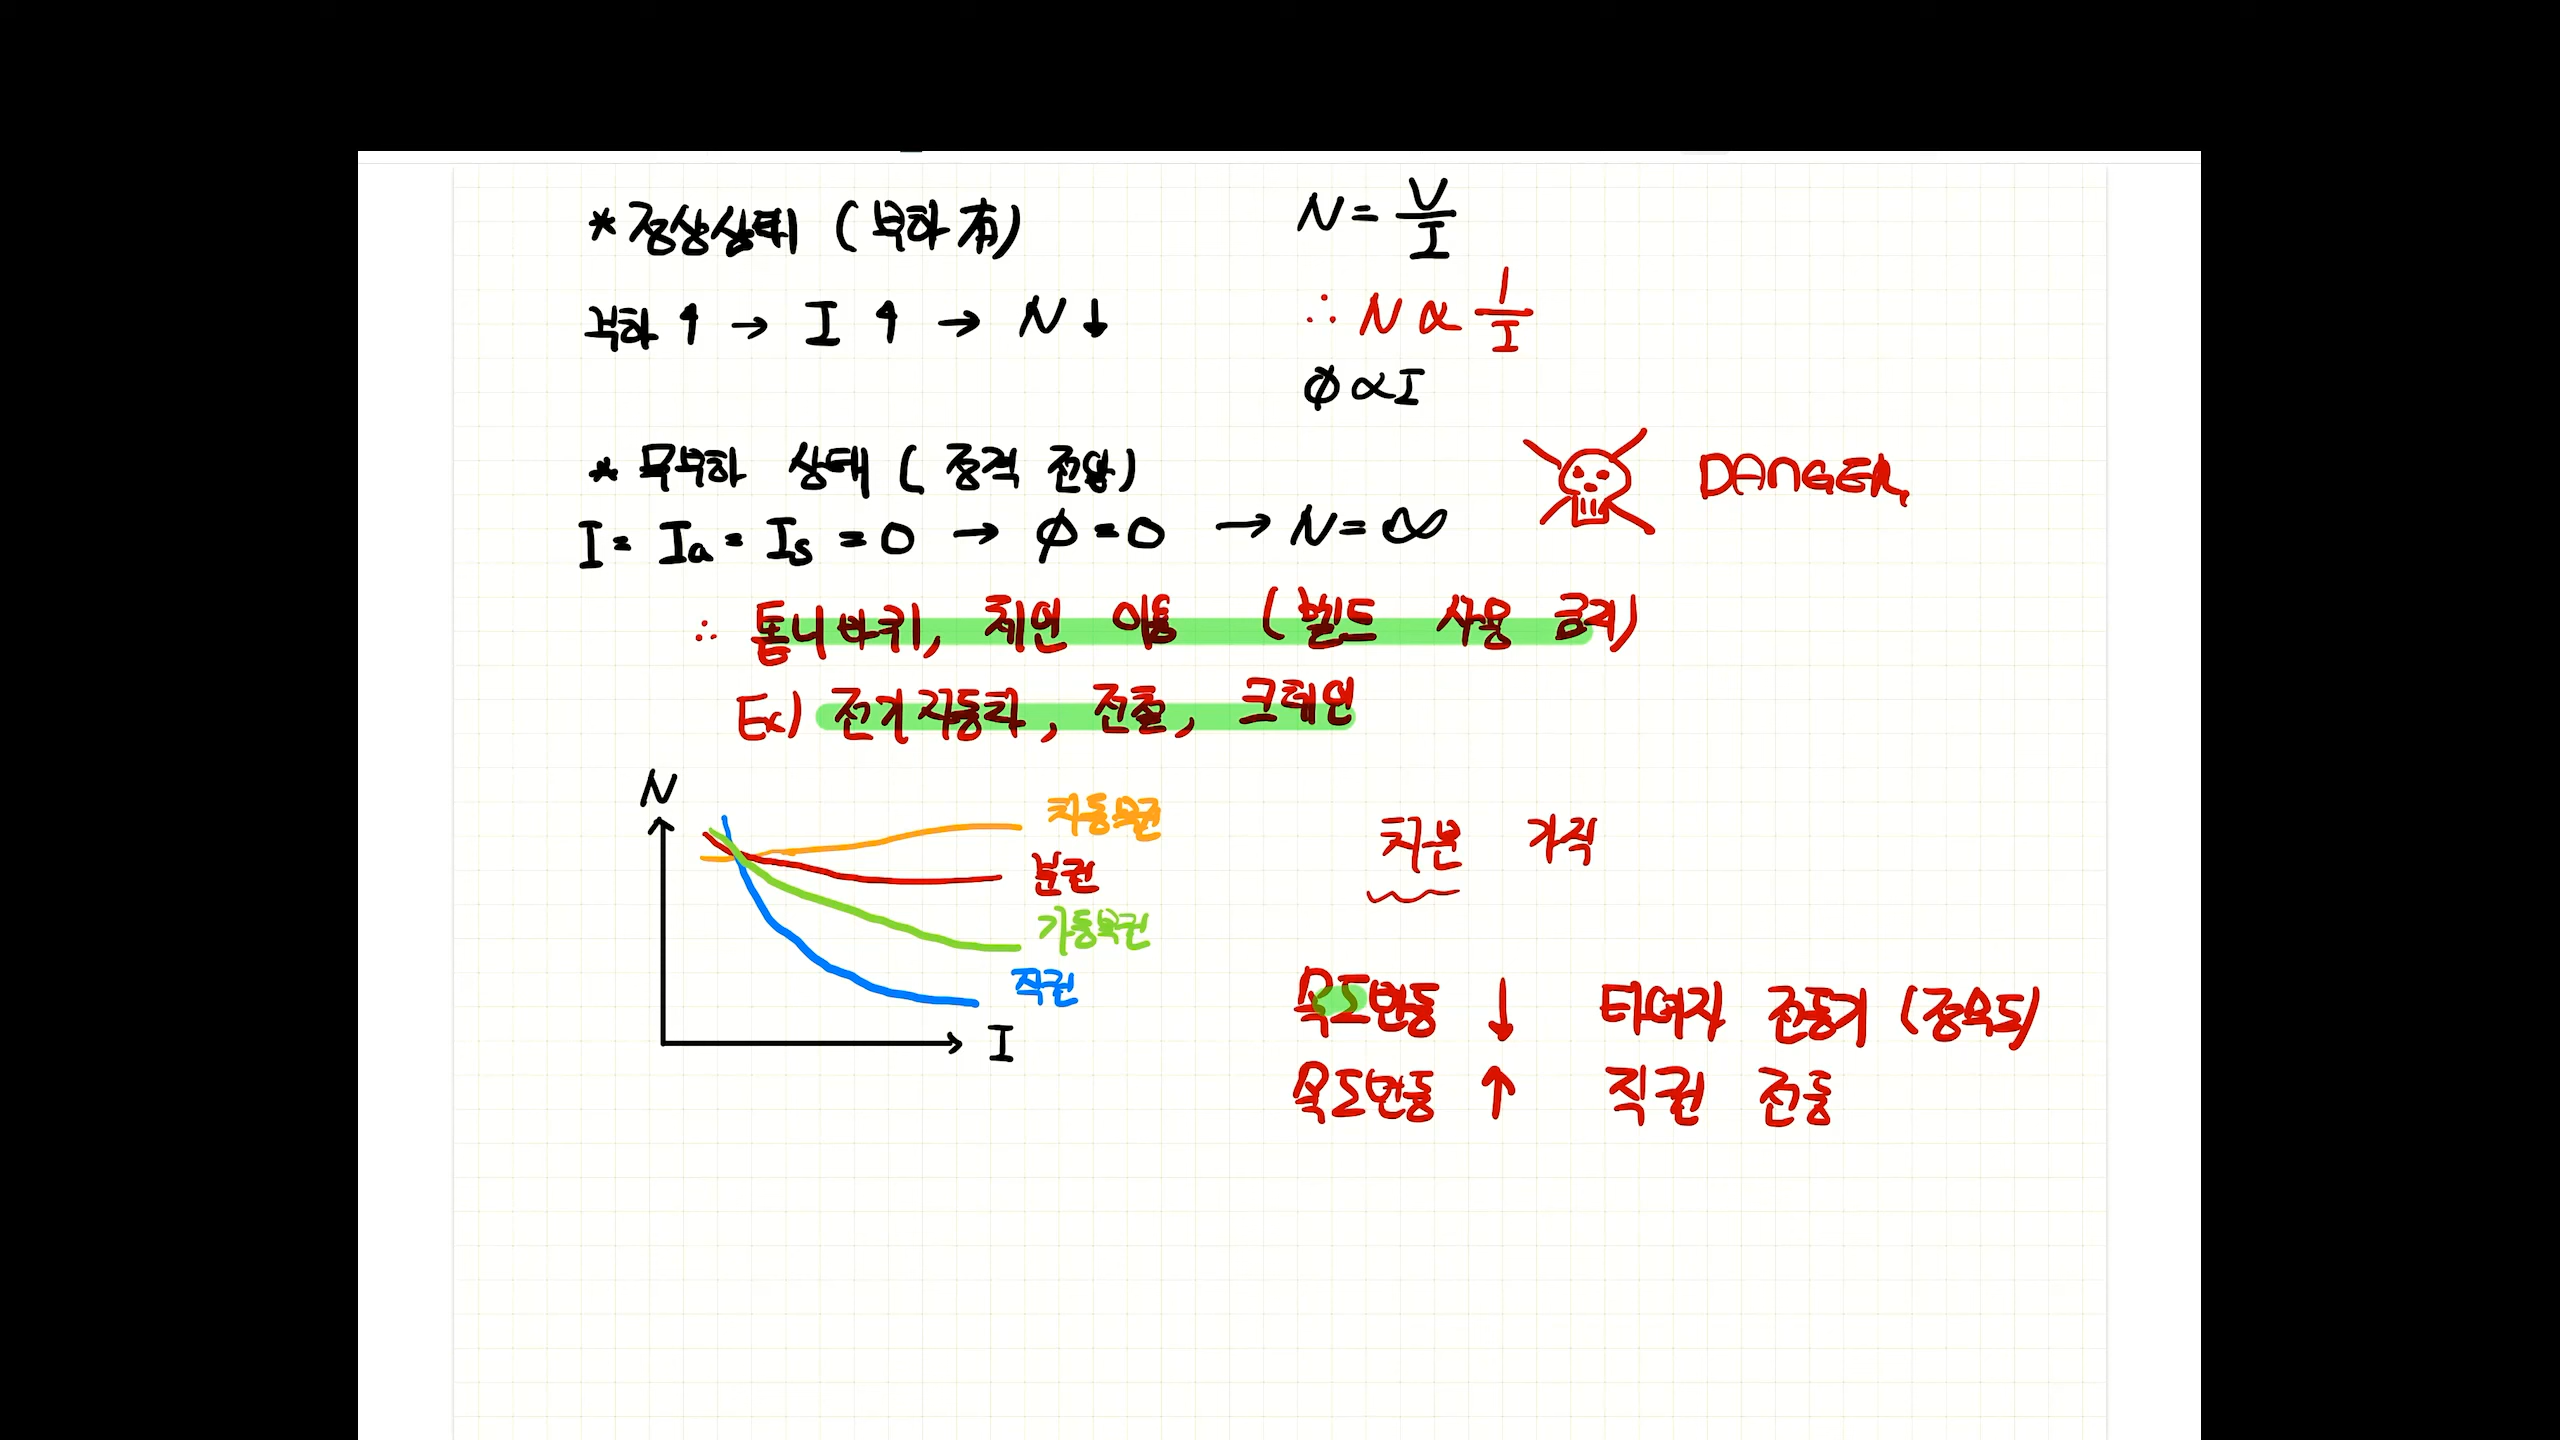 * 정상상태 (부하 有)
N = V/I
부하 ↑ → I ↑ → N ↓
∴ N ∝ 1/I
ϕ ∝ I
* 무부하 상태 ( 정격 전압)
DANGER
I = Ia = Is = 0 → ϕ = 0 → N = ∞
∴ 톱니바퀴, 체인 이용 (벨트 사용 금지)
Ex) 전기자동차, 전철, 크레인
N
차동복권
분권
가동복권
직권
I
차분 가직
속도변동 ↓ 타여자 전동기 (정속도)
속도변동 ↑ 직권 전동